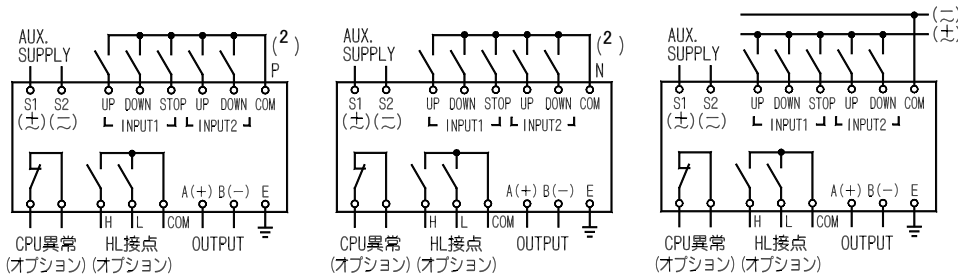 AUX.
SUPPLY
(2)
P
S1 S2 UP DOWN STOP UP DOWN COM
(±~) (−~) INPUT1 INPUT2
A(+) B(−) E
H L COM
CPU異常 HL接点 OUTPUT
(オプション) (オプション)
AUX.
SUPPLY
(2)
N
S1 S2 UP DOWN STOP UP DOWN COM
(±~) (−~) INPUT1 INPUT2
A(+) B(−) E
H L COM
CPU異常 HL接点 OUTPUT
(オプション) (オプション)
(−~)
(±~)
AUX.
SUPPLY
S1 S2 UP DOWN STOP UP DOWN COM
(±~) (−~) INPUT1 INPUT2
A(+) B(−) E
H L COM
CPU異常 HL接点 OUTPUT
(オプション) (オプション)